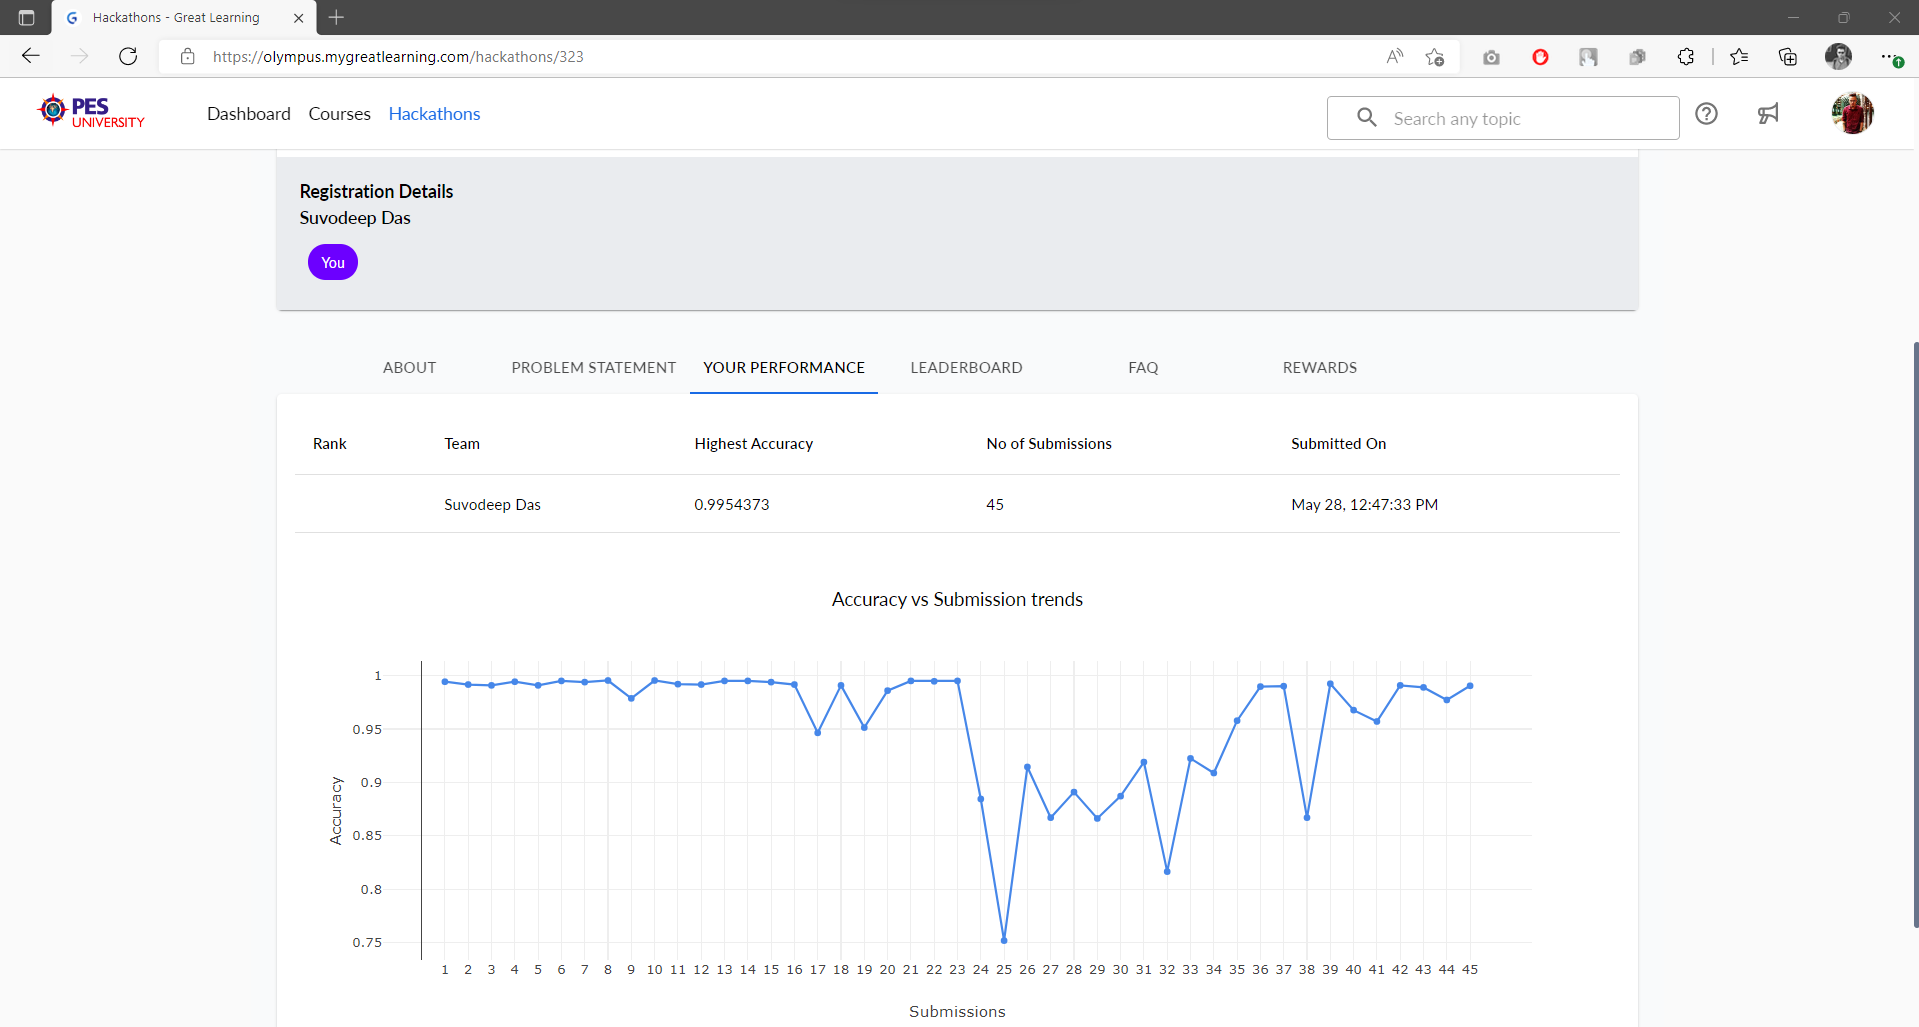 Hackathons - Great Learning
https://olympus.mygreatlearning.com/hackathons/323
PES
UNIVERSITY
Dashboard Courses Hackathons
Search any topic
Registration Details
Suvodeep Das
You
ABOUT PROBLEM STATEMENT YOUR PERFORMANCE LEADERBOARD FAQ REWARDS
Rank Team Highest Accuracy No of Submissions Submitted On
Suvodeep Das 0.9954373 45 May 28, 12:47:33 PM
Accuracy vs Submission trends
1
0.95
0.9
0.85
0.8
0.75
Accuracy
1 2 3 4 5 6 7 8 9 10 11 12 13 14 15 16 17 18 19 20 21 22 23 24 25 26 27 28 29 30 31 32 33 34 35 36 37 38 39 40 41 42 43 44 45
Submissions